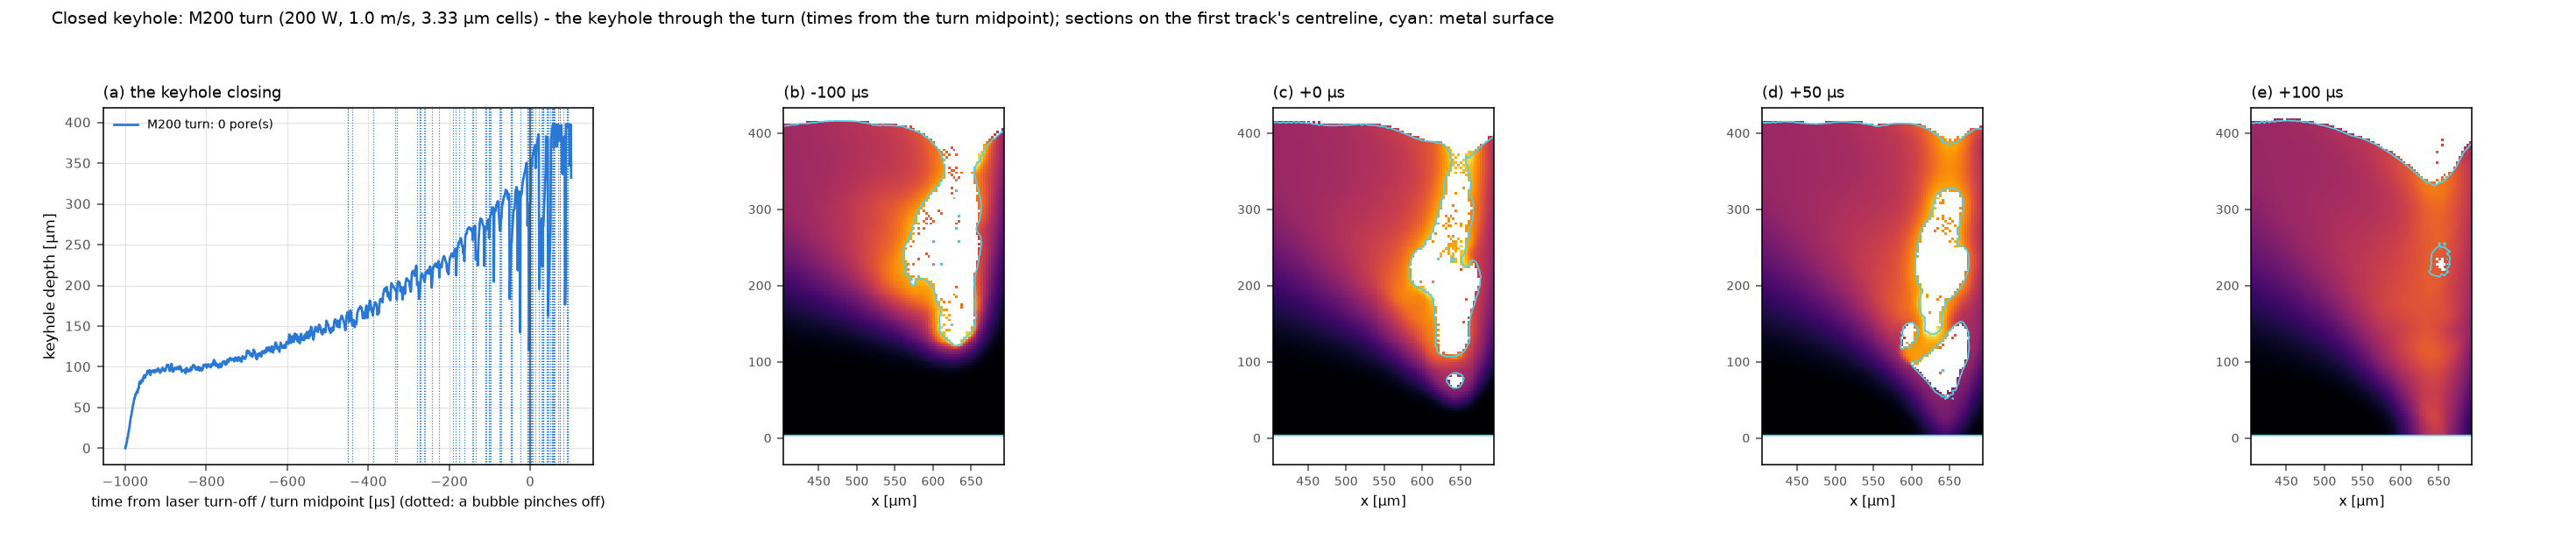 Closed keyhole: M200 turn (200 W, 1.0 m/s, 3.33 µm cells) - the keyhole through the turn (times from the turn midpoint); sections on the first track's centreline, cyan: metal surface
(a) the keyhole closing
M200 turn: 0 pore(s)
keyhole depth [µm]
400
350
300
250
200
150
100
50
0
−1000 −800 −600 −400 −200 0
time from laser turn-off / turn midpoint [µs] (dotted: a bubble pinches off)
(b) -100 µs
400
300
200
100
0
450 500 550 600 650
x [µm]
(c) +0 µs
400
300
200
100
0
450 500 550 600 650
x [µm]
(d) +50 µs
400
300
200
100
0
450 500 550 600 650
x [µm]
(e) +100 µs
400
300
200
100
0
450 500 550 600 650
x [µm]